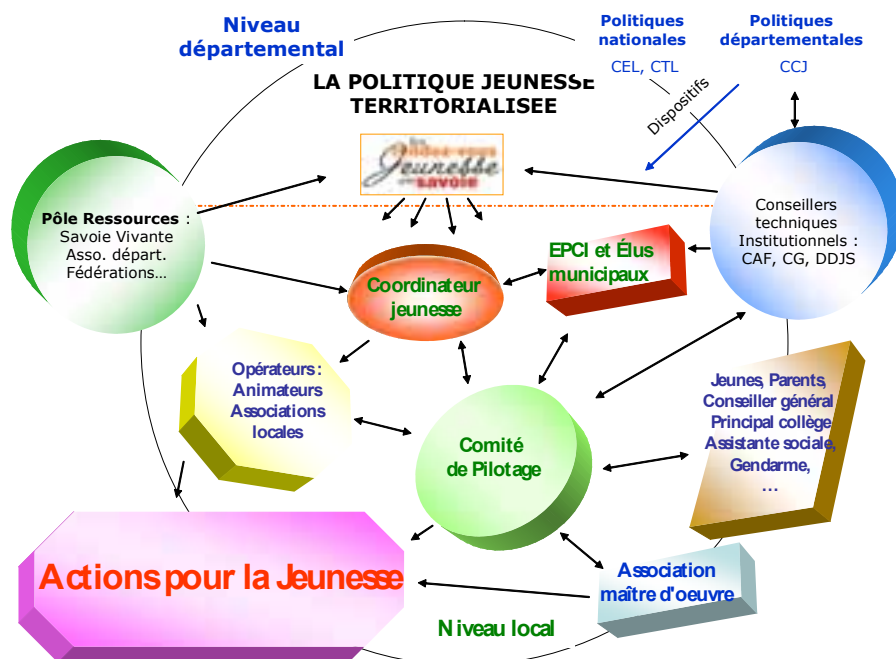 Niveau
départemental
Politiques
nationales
CEL, CTL
Politiques
départementales
CCJ
LA POLITIQUE JEUNESSE
TERRITORIALISEE
Dispositifs
rendez-vous
Jeunesse
savoie
Pôle Ressources :
Savoie Vivante
Asso. départ.
Fédérations…
Conseillers
techniques
Institutionnels :
CAF, CG, DDJS
EPCI et Élus
municipaux
Coordinateur
jeunesse
Opérateurs :
Animateurs
Associations
locales
Jeunes, Parents,
Conseiller général
Principal collège
Assistante sociale,
Gendarme,
…
Comité
de Pilotage
Actions pour la Jeunesse
Association
maître d'oeuvre
Niveau local